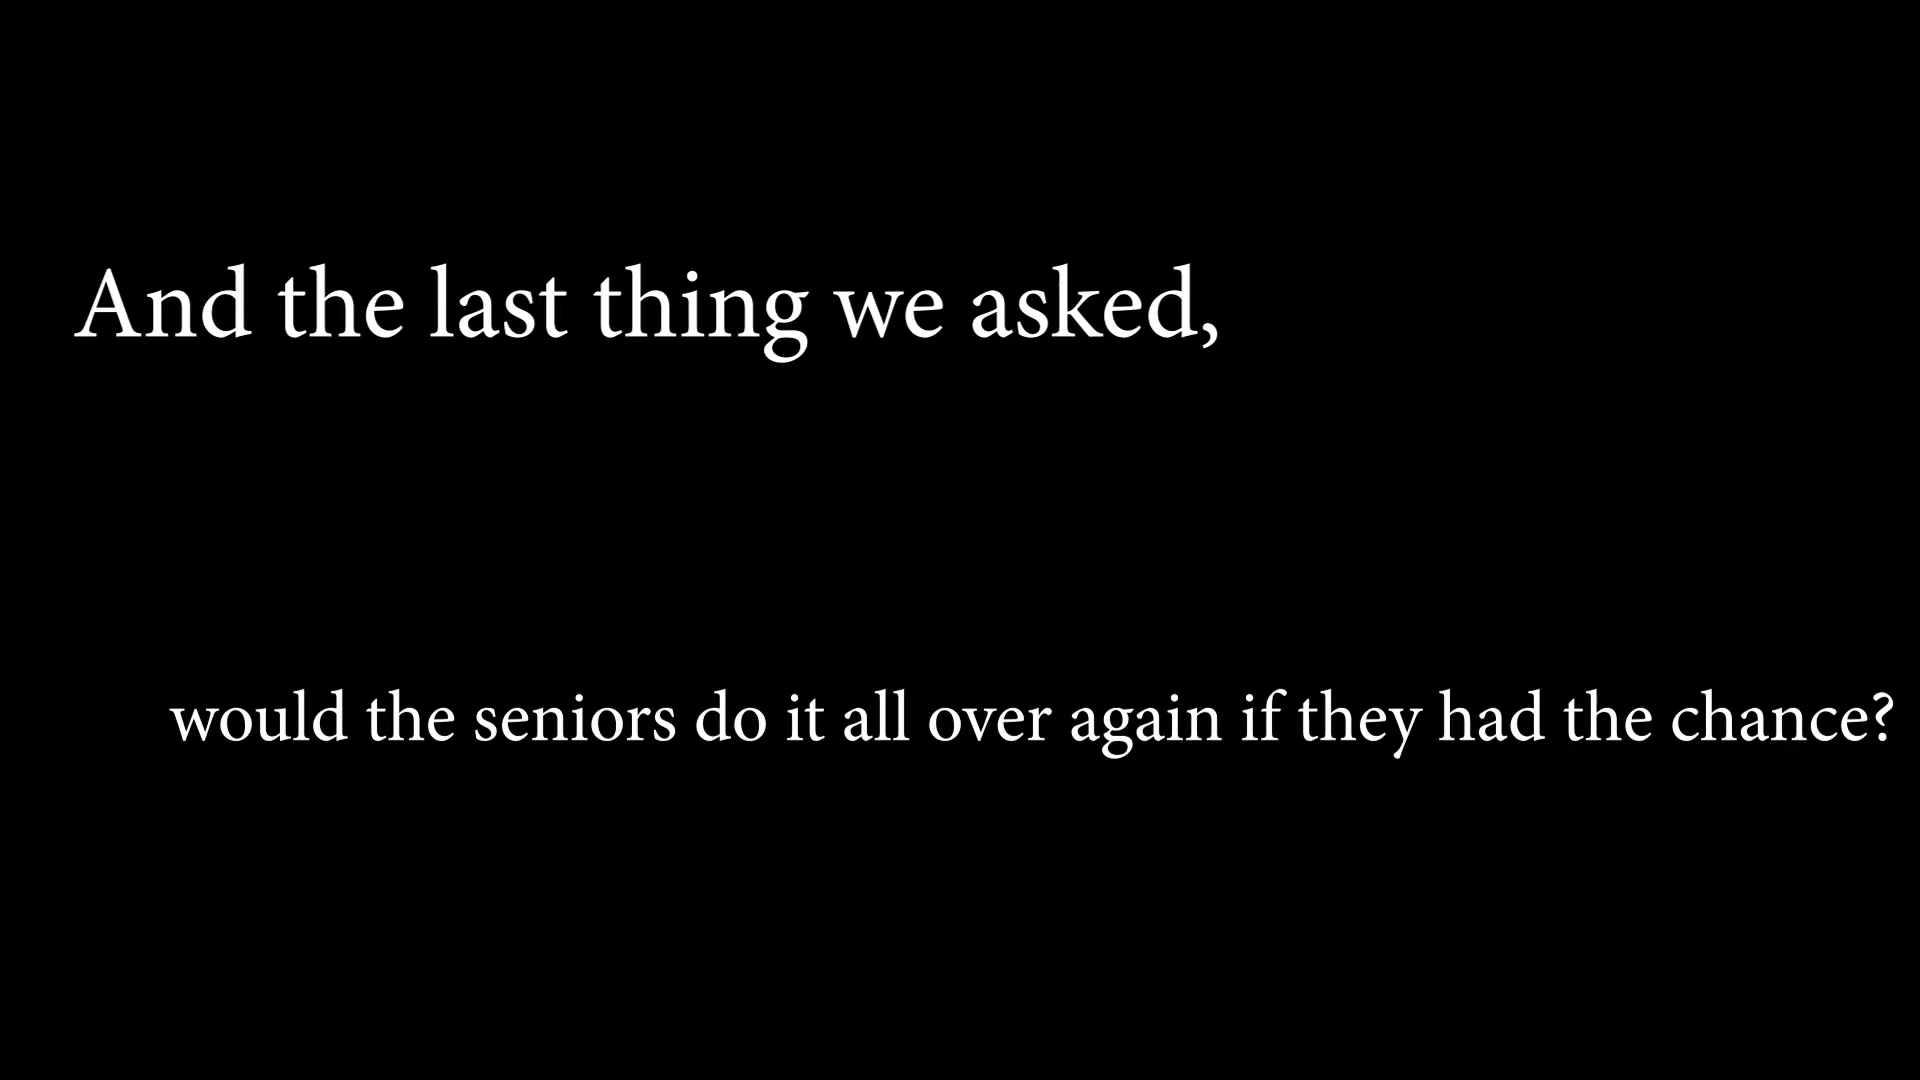 And the last thing we asked,
would the seniors do it all over again if they had the chance?